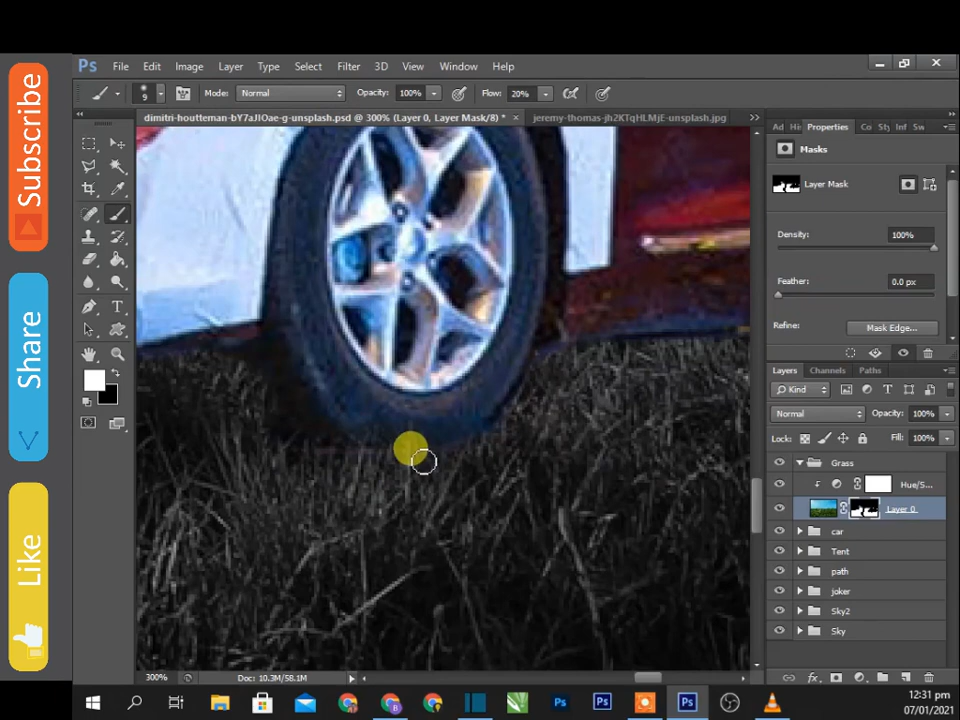 Subscribe
Share
Like
Ps File Edit Image Layer Type Select Filter 3D View Window Help
9 Mode: Normal Opacity: 100% Flow: 20%
dimitri-houtteman-bY7aJIOae-g-unsplash.psd @ 300% (Layer 0, Layer Mask/8) * × jeremy-thomas-jh2KTqHLMjE-unsplash.jpg
Ad Hi Properties Co Sty Inf Sw
Masks
Layer Mask
Density: 100%
Feather: 0.0 px
Refine: Mask Edge...
Layers Channels Paths
Kind
Normal Opacity: 100%
Lock: Fill: 100%
Grass
Hue/S...
Layer 0
car
Tent
path
joker
Sky2
Sky
300% Doc: 10.3M/58.1M
Ps Ps
12:31 pm
07/01/2021